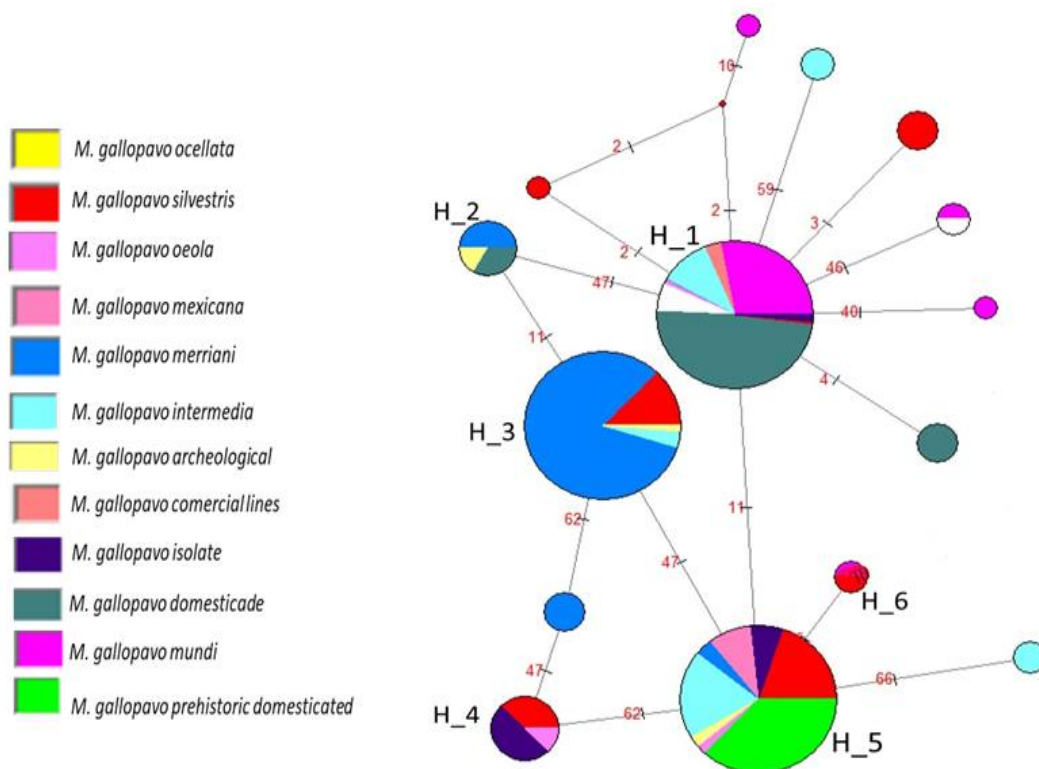 M. gallopavo ocellata
M. gallopavo silvestris
M. gallopavo oeola
M. gallopavo mexicana
M. gallopavo merriani
M. gallopavo intermedia
M. gallopavo archeological
M. gallopavo comercial lines
M. gallopavo isolate
M. gallopavo domesticade
M. gallopavo mundi
M. gallopavo prehistoric domesticated
10
2
59
3
2
H_2
H_1
2
46
47
40
11
4
H_3
11
62
47
H_6
47
66
H_4
62
H_5